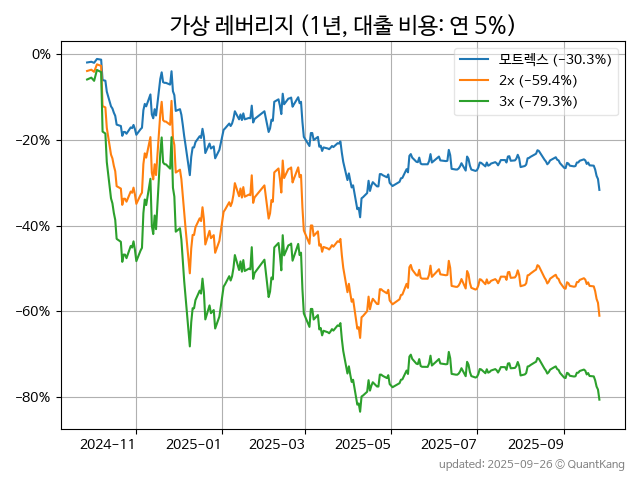 가상 레버리지 (1년, 대출 비용: 연 5%)
모트렉스 (−30.3%)
2x (−59.4%)
3x (−79.3%)
0%
−20%
−40%
−60%
−80%
2024−11 2025−01 2025−03 2025−05 2025−07 2025−09
updated: 2025-09-26 © QuantKang